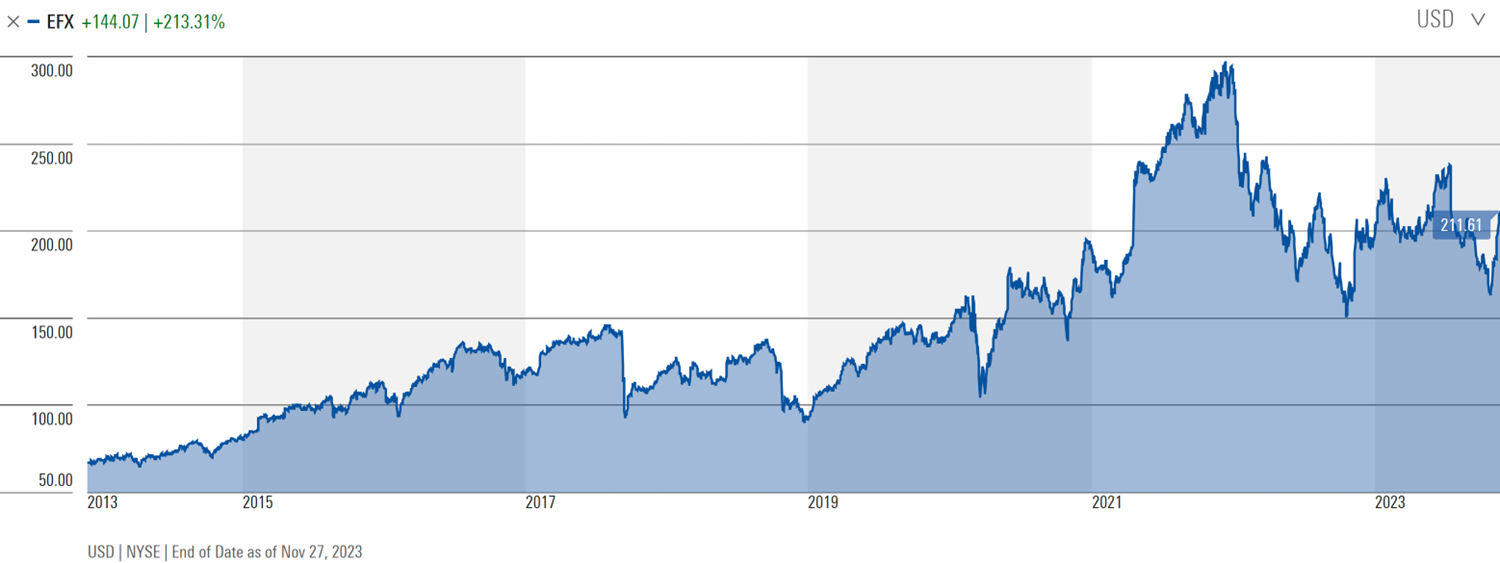 × EFX +144.07 | +213.31% USD
300.00
250.00
200.00
211.61
150.00
100.00
50.00
2013 2015 2017 2019 2021 2023
USD | NYSE | End of Date as of Nov 27, 2023